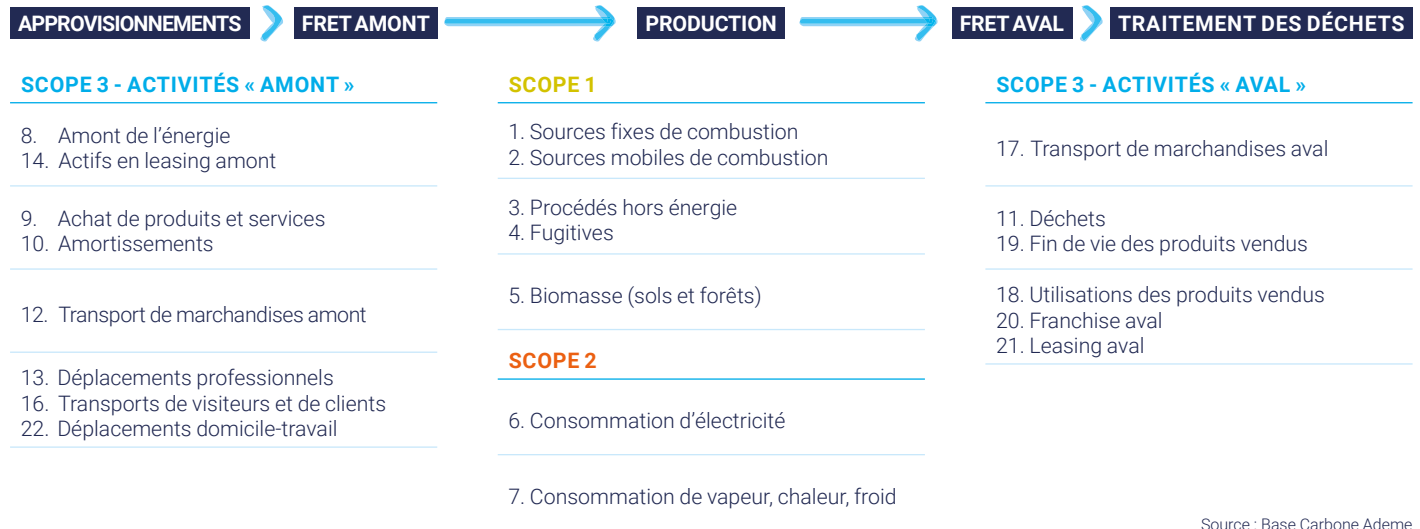 APPROVISIONNEMENTS
FRET AMONT
PRODUCTION
FRET AVAL
TRAITEMENT DES DÉCHETS
SCOPE 3 - ACTIVITÉS « AMONT »
8. Amont de l’énergie
14. Actifs en leasing amont
9. Achat de produits et services
10. Amortissements
12. Transport de marchandises amont
13. Déplacements professionnels
16. Transports de visiteurs et de clients
22. Déplacements domicile-travail
SCOPE 1
1. Sources fixes de combustion
2. Sources mobiles de combustion
3. Procédés hors énergie
4. Fugitives
5. Biomasse (sols et forêts)
SCOPE 2
6. Consommation d’électricité
7. Consommation de vapeur, chaleur, froid
SCOPE 3 - ACTIVITÉS « AVAL »
17. Transport de marchandises aval
11. Déchets
19. Fin de vie des produits vendus
18. Utilisations des produits vendus
20. Franchise aval
21. Leasing aval
Source : Base Carbone Ademe